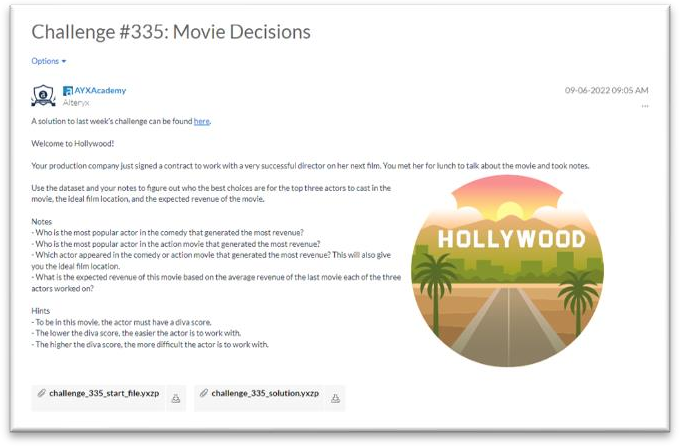 Challenge #335: Movie Decisions
Options
AYXAcademy
Alteryx
09-06-2022 09:05 AM
A solution to last week's challenge can be found here.
Welcome to Hollywood!
Your production company just signed a contract to work with a very successful director on her next film. You met her for lunch to talk about the movie and took notes.
Use the dataset and your notes to figure out who the best choices are for the top three actors to cast in the
movie, the ideal film location, and the expected revenue of the movie.
Notes
- Who is the most popular actor in the comedy that generated the most revenue?
- Who is the most popular actor in the action movie that generated the most revenue?
- Which actor appeared in the comedy or action movie that generated the most revenue? This will also give
you the ideal film location.
- What is the expected revenue of this movie based on the average revenue of the last movie each of the three
actors worked on?
Hints
- To be in this movie, the actor must have a diva score.
- The lower the diva score, the easier the actor is to work with.
- The higher the diva score, the more difficult the actor is to work with.
HOLLYWOOD
challenge_335_start_file.yxzp
challenge_335_solution.yxzp